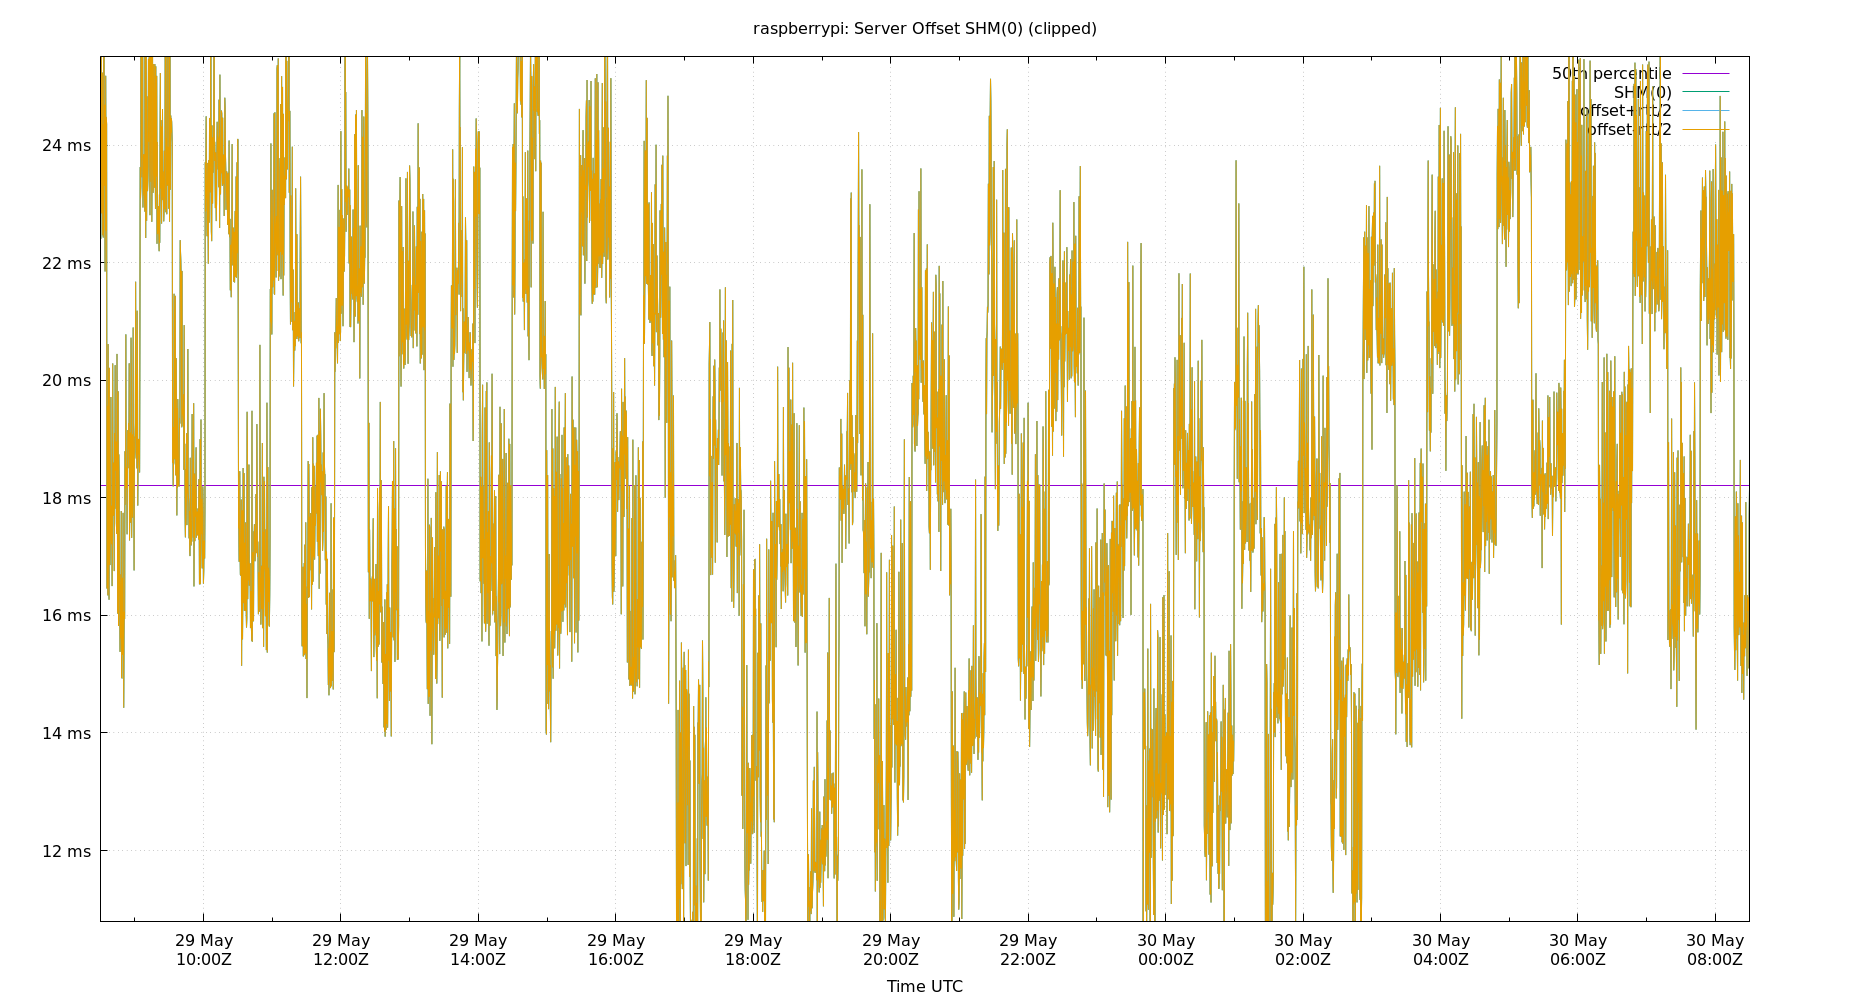 raspberrypi: Server Offset SHM(0) (clipped)
50th percentile
SHM(0)
offset+rtt/2
offset-rtt/2
24 ms
22 ms
20 ms
18 ms
16 ms
14 ms
12 ms
29 May 29 May 29 May 29 May 29 May 29 May 29 May 30 May 30 May 30 May 30 May 30 May
10:00Z 12:00Z 14:00Z 16:00Z 18:00Z 20:00Z 22:00Z 00:00Z 02:00Z 04:00Z 06:00Z 08:00Z
Time UTC